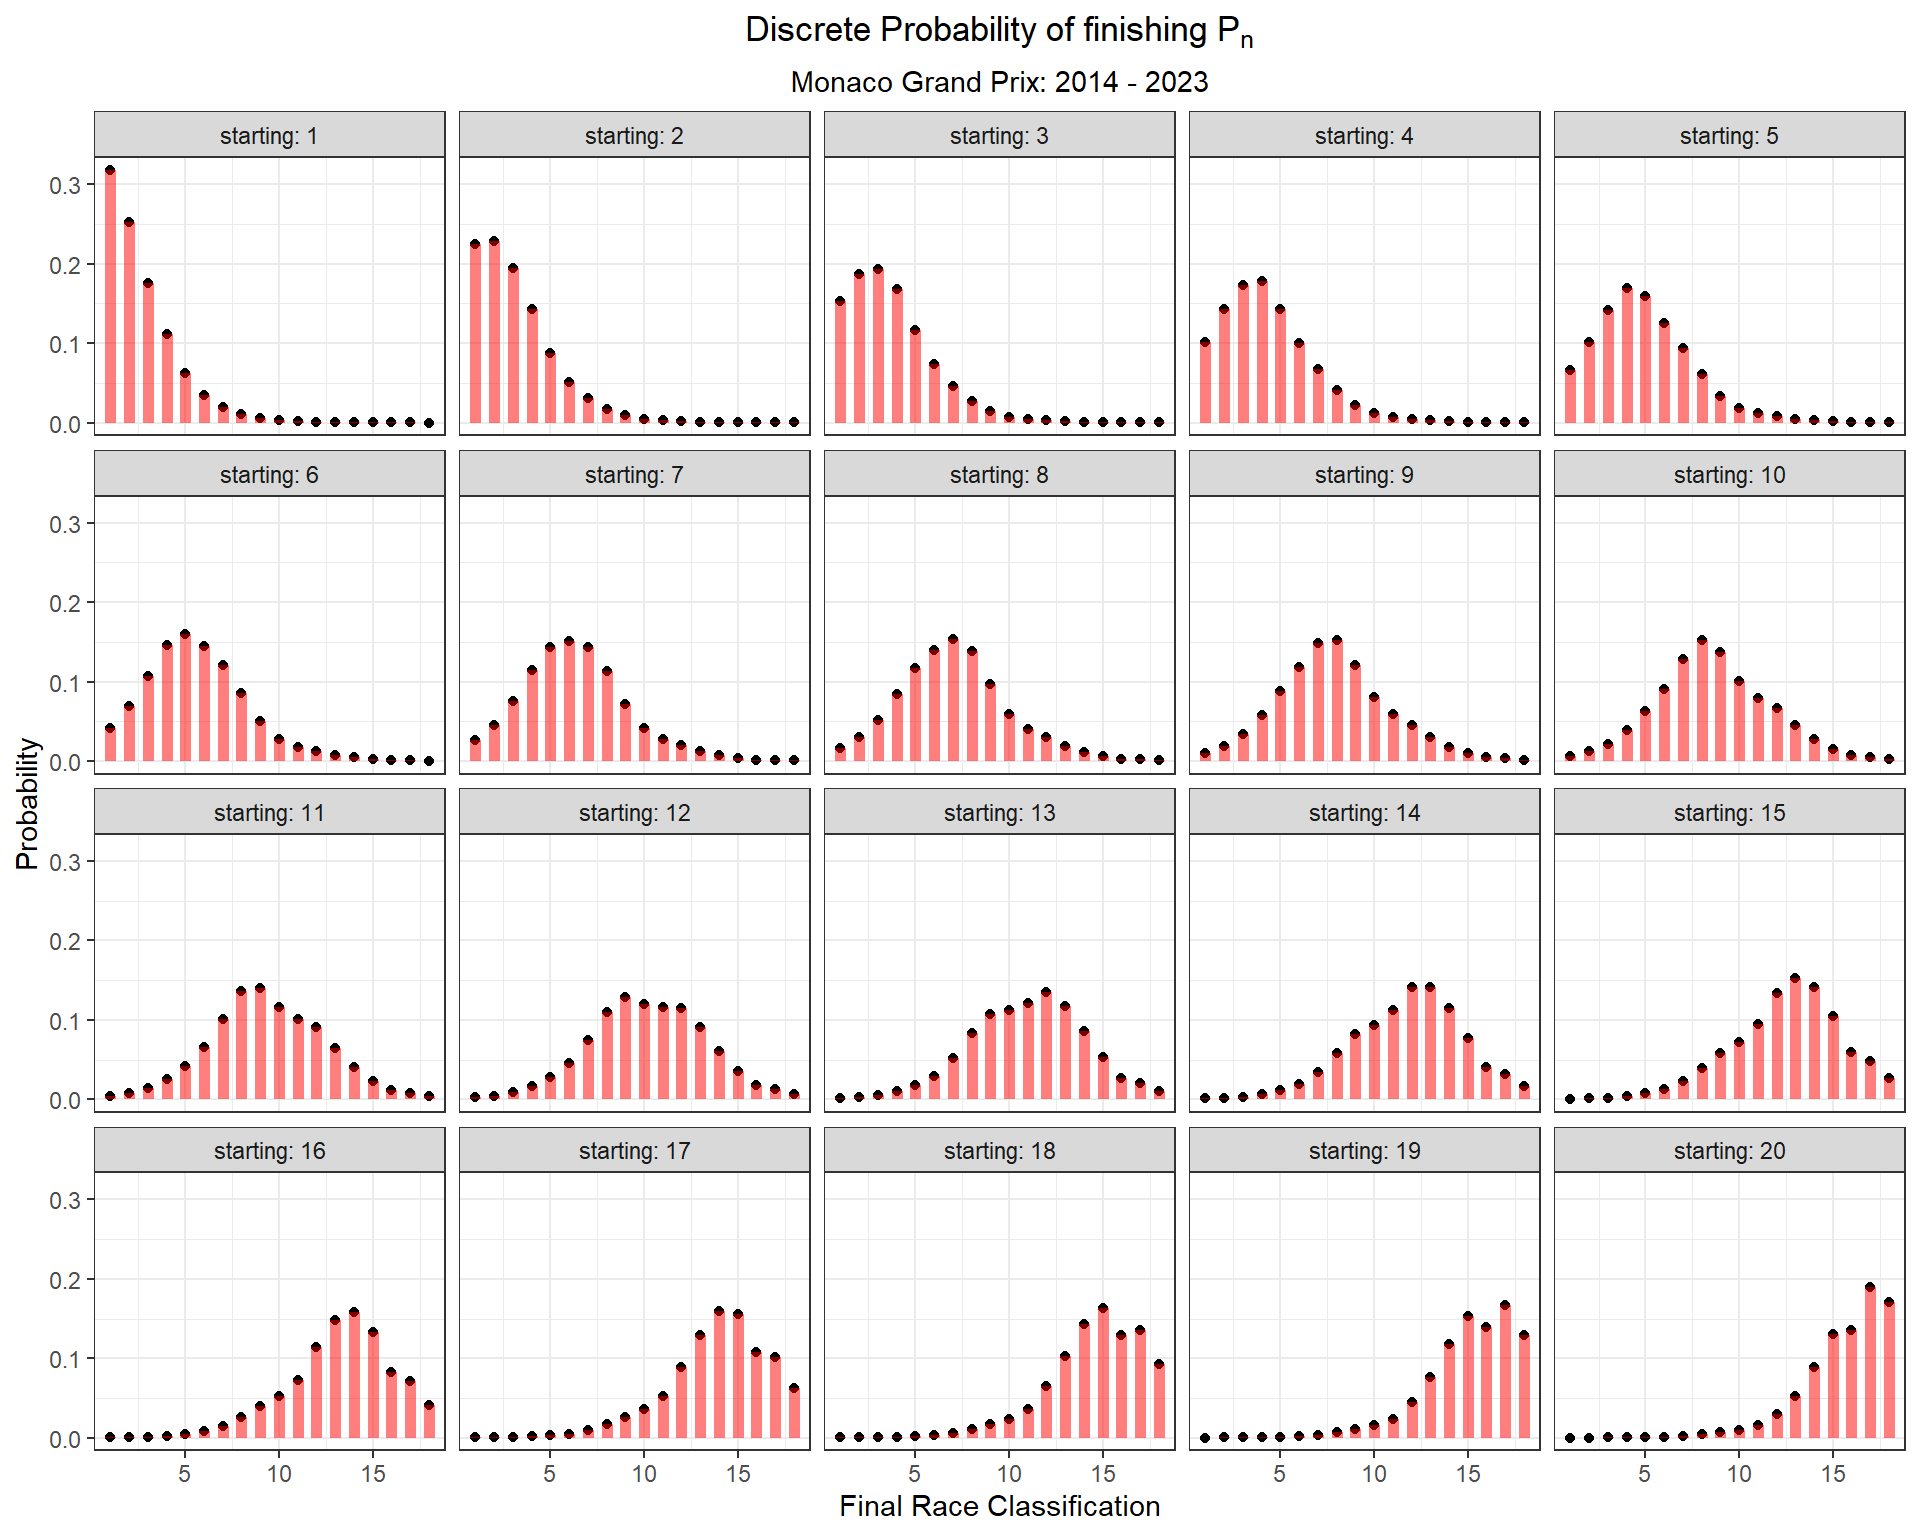 Discrete Probability of finishing Pn
Monaco Grand Prix: 2014 - 2023
starting: 1
starting: 2
starting: 3
starting: 4
starting: 5
0.3
0.2
0.1
0.0
starting: 6
starting: 7
starting: 8
starting: 9
starting: 10
0.3
0.2
0.1
0.0
Probability
starting: 11
starting: 12
starting: 13
starting: 14
starting: 15
0.3
0.2
0.1
0.0
starting: 16
starting: 17
starting: 18
starting: 19
starting: 20
0.3
0.2
0.1
0.0
5 10 15
5 10 15
5 10 15
5 10 15
5 10 15
Final Race Classification